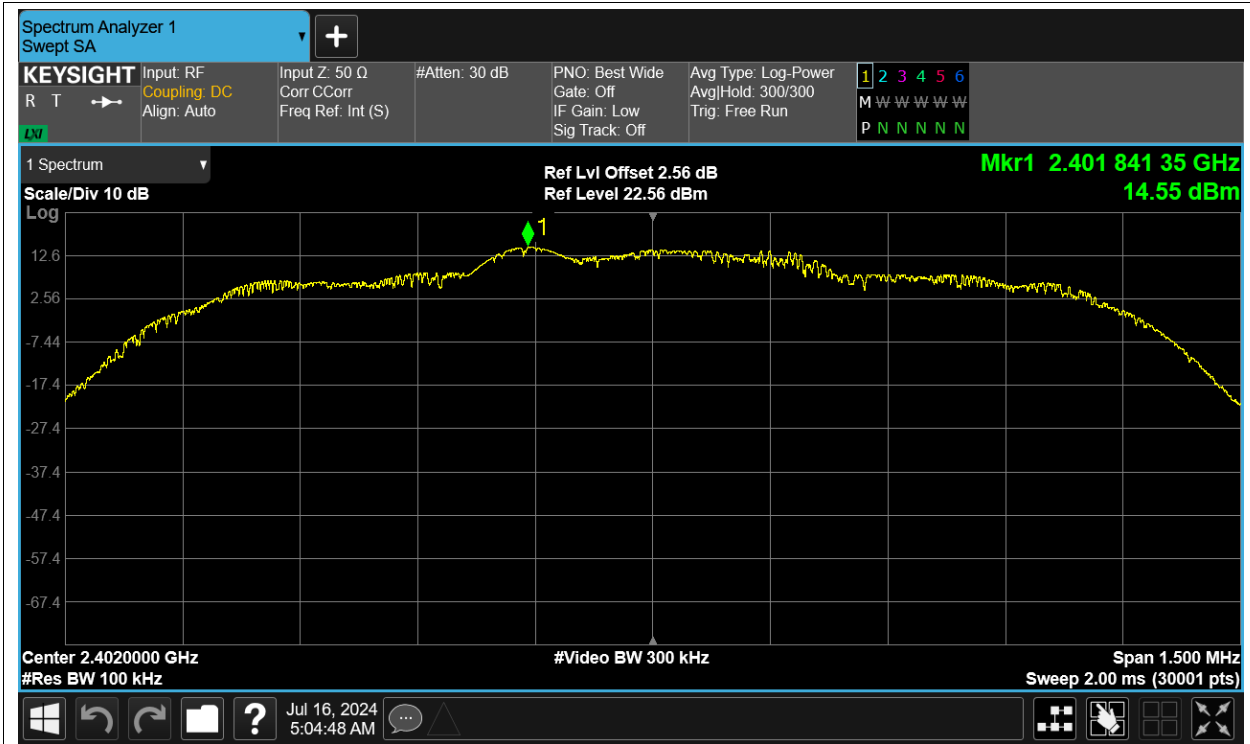 Spectrum Analyzer 1
Swept SA
+
KEYSIGHT
R T
LXI
Input: RF
Coupling: DC
Align: Auto
Input Z: 50 Ω
Corr CCorr
Freq Ref: Int (S)
#Atten: 30 dB
PNO: Best Wide
Gate: Off
IF Gain: Low
Sig Track: Off
Avg Type: Log-Power
Avg|Hold: 300/300
Trig: Free Run
1 2 3 4 5 6
M W W W W W
P N N N N N
1 Spectrum
Scale/Div 10 dB
Log
Ref Lvl Offset 2.56 dB
Ref Level 22.56 dBm
Mkr1 2.401 841 35 GHz
14.55 dBm
1
12.6
2.56
-7.44
-17.4
-27.4
-37.4
-47.4
-57.4
-67.4
Center 2.4020000 GHz
#Res BW 100 kHz
#Video BW 300 kHz
Span 1.500 MHz
Sweep 2.00 ms (30001 pts)
?
Jul 16, 2024
5:04:48 AM